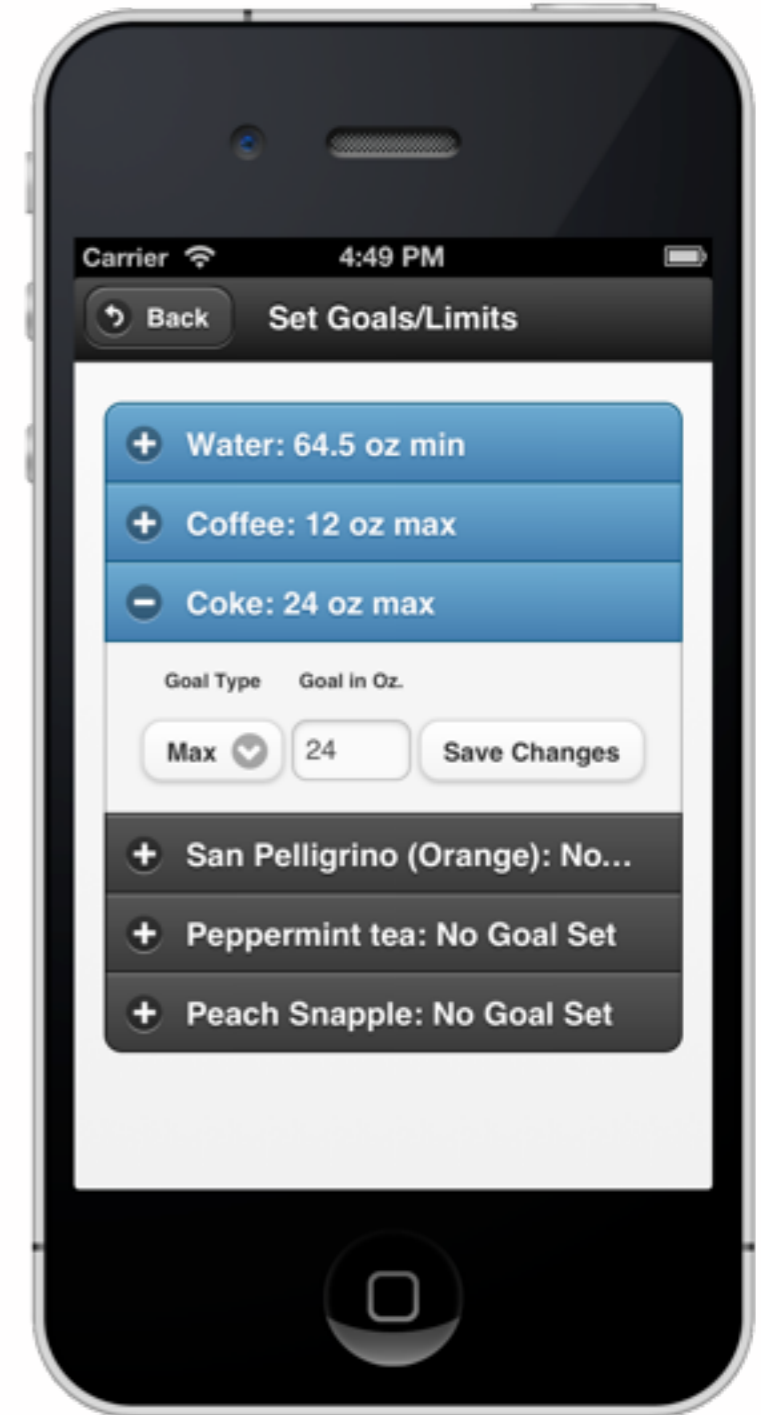 Carrier 4:49 PM
Back Set Goals/Limits
Water: 64.5 oz min
Coffee: 12 oz max
Coke: 24 oz max
Goal Type Goal in Oz.
Max 24 Save Changes
San Pelligrino (Orange): No...
Peppermint tea: No Goal Set
Peach Snapple: No Goal Set